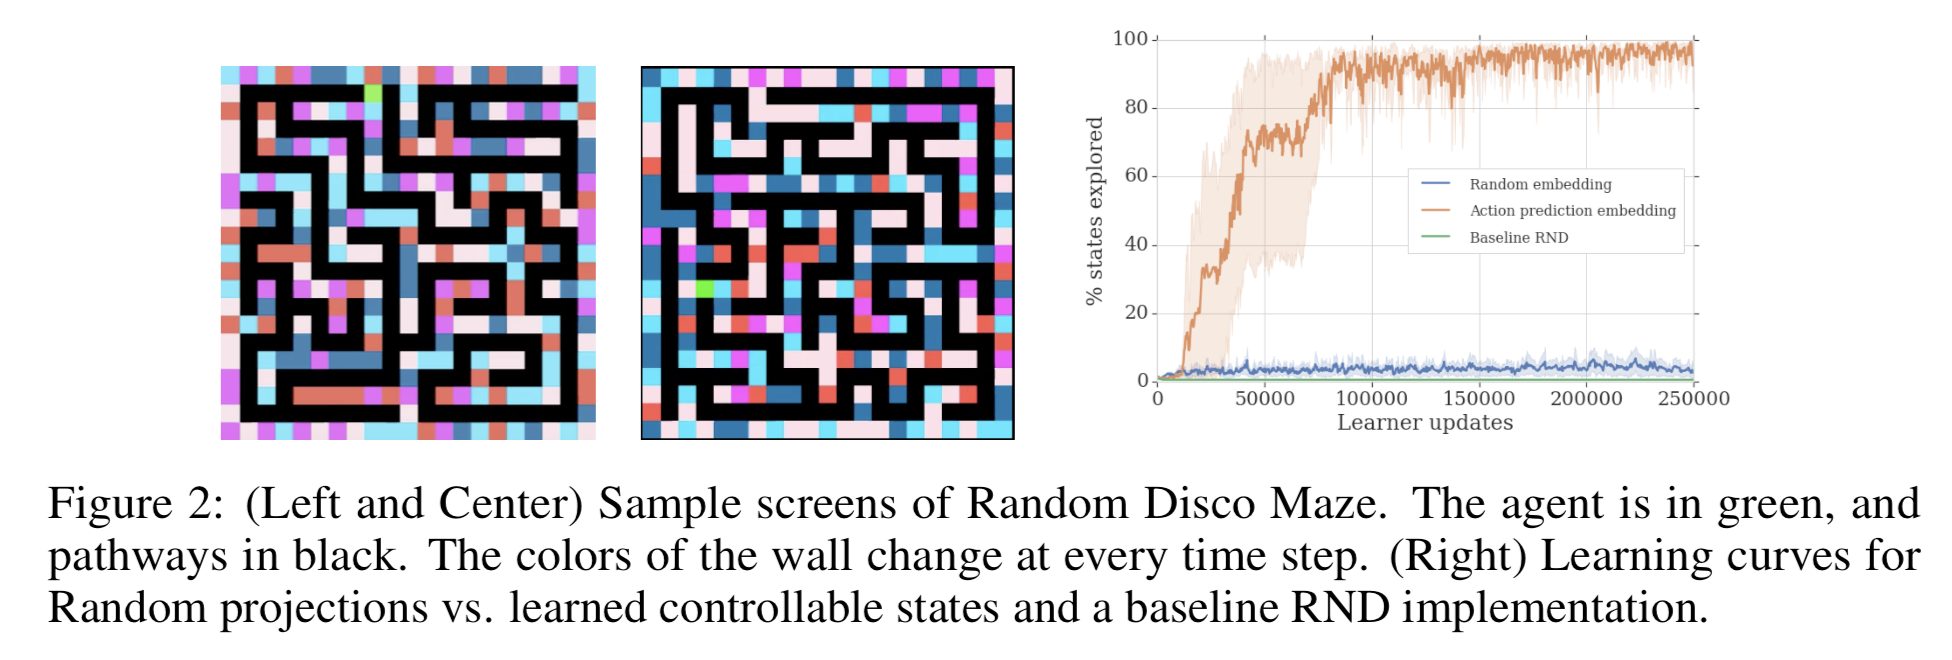 100
80
60
40
20
0
% states explored
Random embedding
Action prediction embedding
Baseline RND
0 50000 100000 150000 200000 250000
Learner updates
Figure 2: (Left and Center) Sample screens of Random Disco Maze. The agent is in green, and
pathways in black. The colors of the wall change at every time step. (Right) Learning curves for
Random projections vs. learned controllable states and a baseline RND implementation.